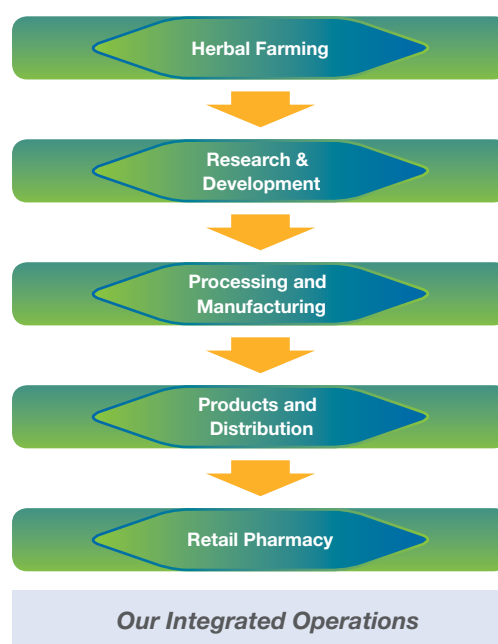 Herbal Farming
Research &
Development
Processing and
Manufacturing
Products and
Distribution
Retail Pharmacy
Our Integrated Operations